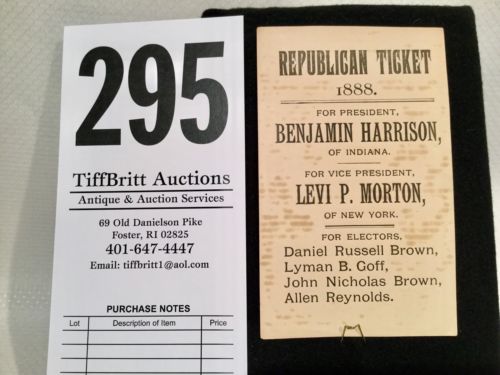 295
TiffBritt Auctions
Antique & Auction Services
69 Old Danielson Pike
Foster, RI 02825
401-647-4447
Email: tiffbritt1@aol.com
PURCHASE NOTES
Lot Description of Item Price
REPUBLICAN TICKET
1888.
FOR PRESIDENT,
BENJAMIN HARRISON,
OF INDIANA.
FOR VICE PRESIDENT,
LEVI P. MORTON,
OF NEW YORK.
FOR ELECTORS.
Daniel Russell Brown,
Lyman B. Goff,
John Nicholas Brown,
Allen Reynolds.